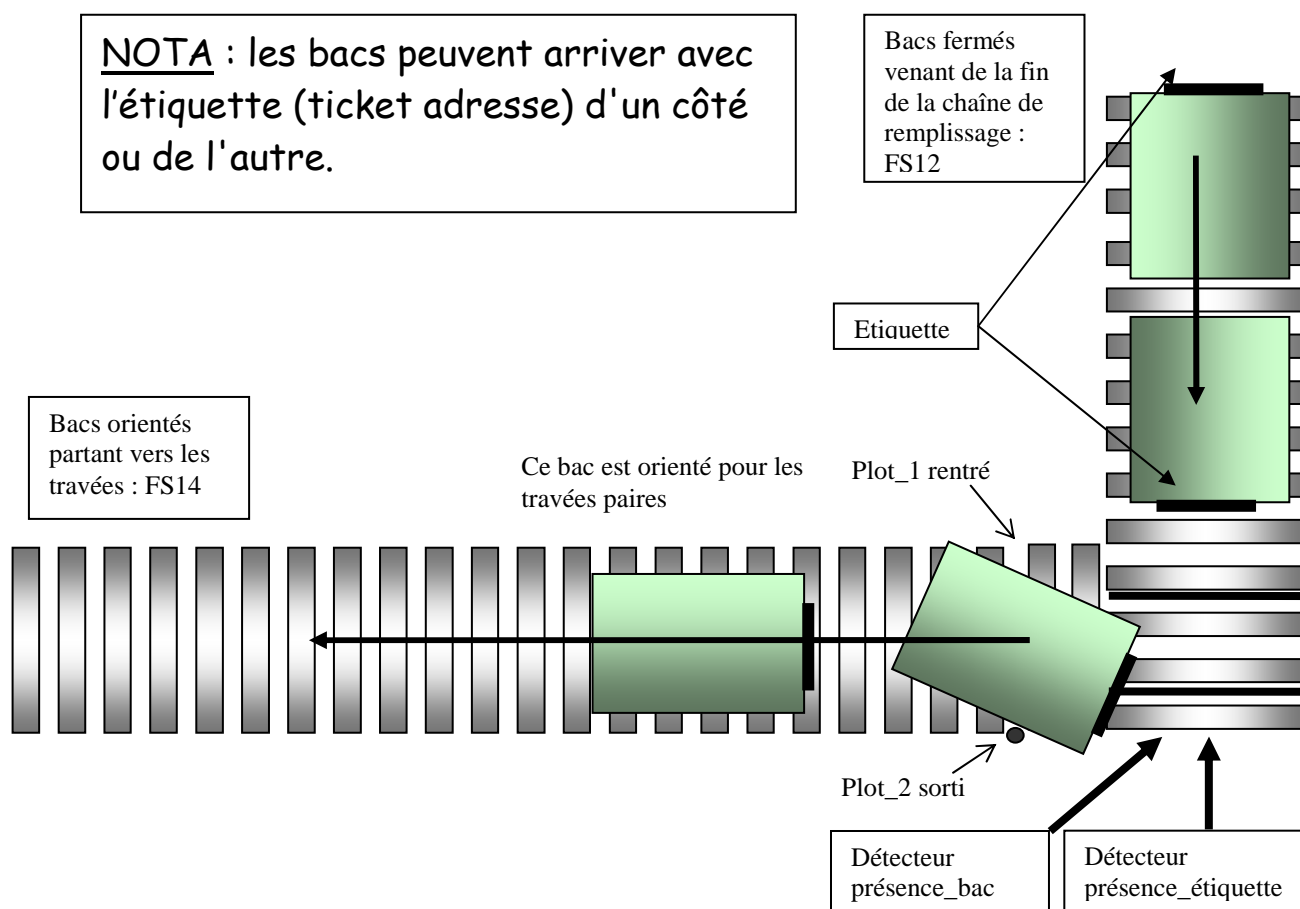 NOTA : les bacs peuvent arriver avec
l'étiquette (ticket adresse) d'un côté
ou de l'autre.
Bacs fermés
venant de la fin
de la chaîne de
remplissage :
FS12
Etiquette
Bacs orientés
partant vers les
travées : FS14
Ce bac est orienté pour les
travées paires
Plot_1 rentré
Plot_2 sorti
Détecteur
présence_bac
Détecteur
présence_étiquette